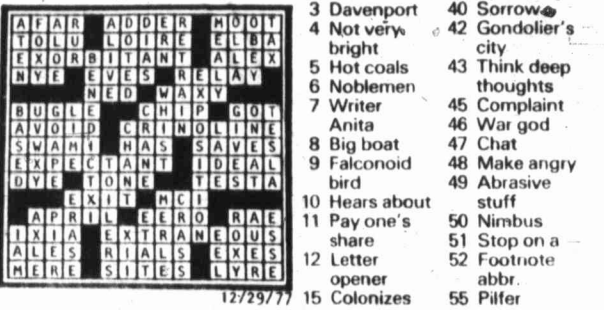 AFAR ADDER MOOT
TOLU LOIRE ELBA
EXORBITANT ALEX
NYE EVES RELAY
NED WAXY
BUGLE CHIP GOT
AVOID CRINOLINE
SWAMI HAS SAVES
EXPECTANT IDEAL
DYE TONE TESTA
EXIT MCI
APRIL EERO RAE
IXIA EXTRANEOUS
ALES RIALS EXES
MERE SITES LYRE
12/29/77
3 Davenport
4 Not very
bright
5 Hot coals
6 Noblemen
7 Writer
Anita
8 Big boat
9 Falconoid
bird
10 Hears about
11 Pay one's
share
12 Letter
opener
15 Colonizes
40 Sorrow
42 Gondolier's
city
43 Think deep
thoughts
45 Complaint
46 War god
47 Chat
48 Make angry
49 Abrasive
stuff
50 Nimbus
51 Stop on a
52 Footnote
abbr.
55 Pilfer